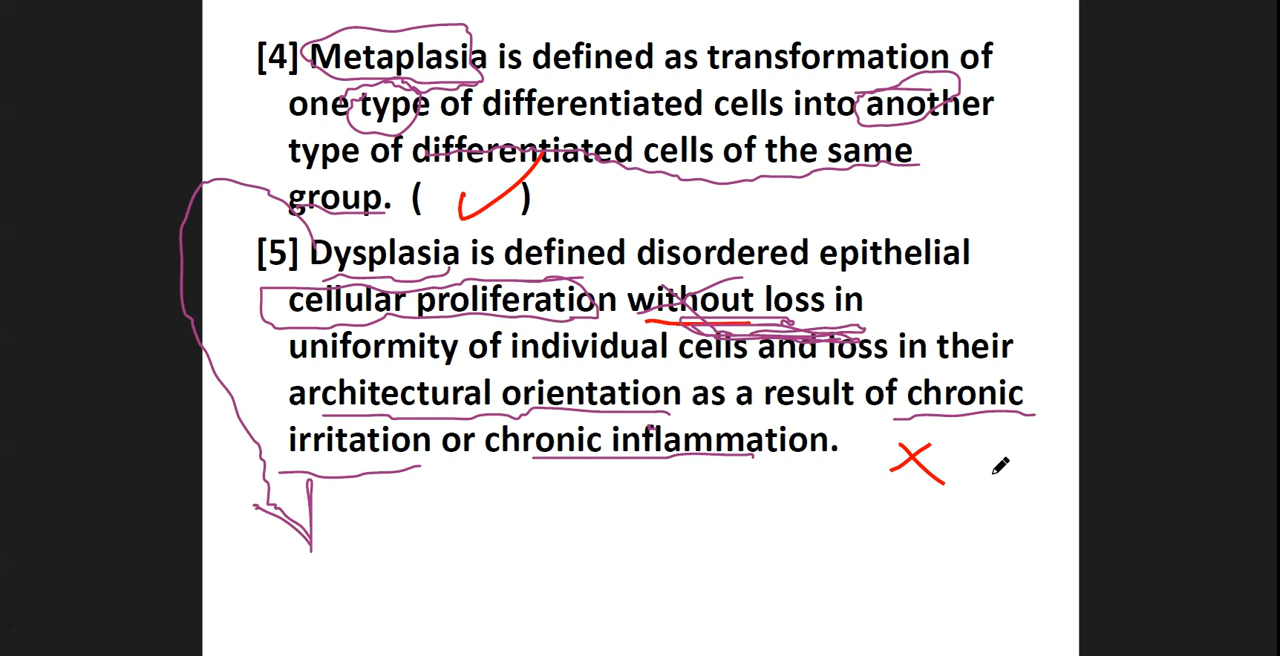 [4] Metaplasia is defined as transformation of
one type of differentiated cells into another
type of differentiated cells of the same
group. ( ✓ )
[5] Dysplasia is defined disordered epithelial
cellular proliferation without loss in
uniformity of individual cells and loss in their
architectural orientation as a result of chronic
irritation or chronic inflammation. ✗